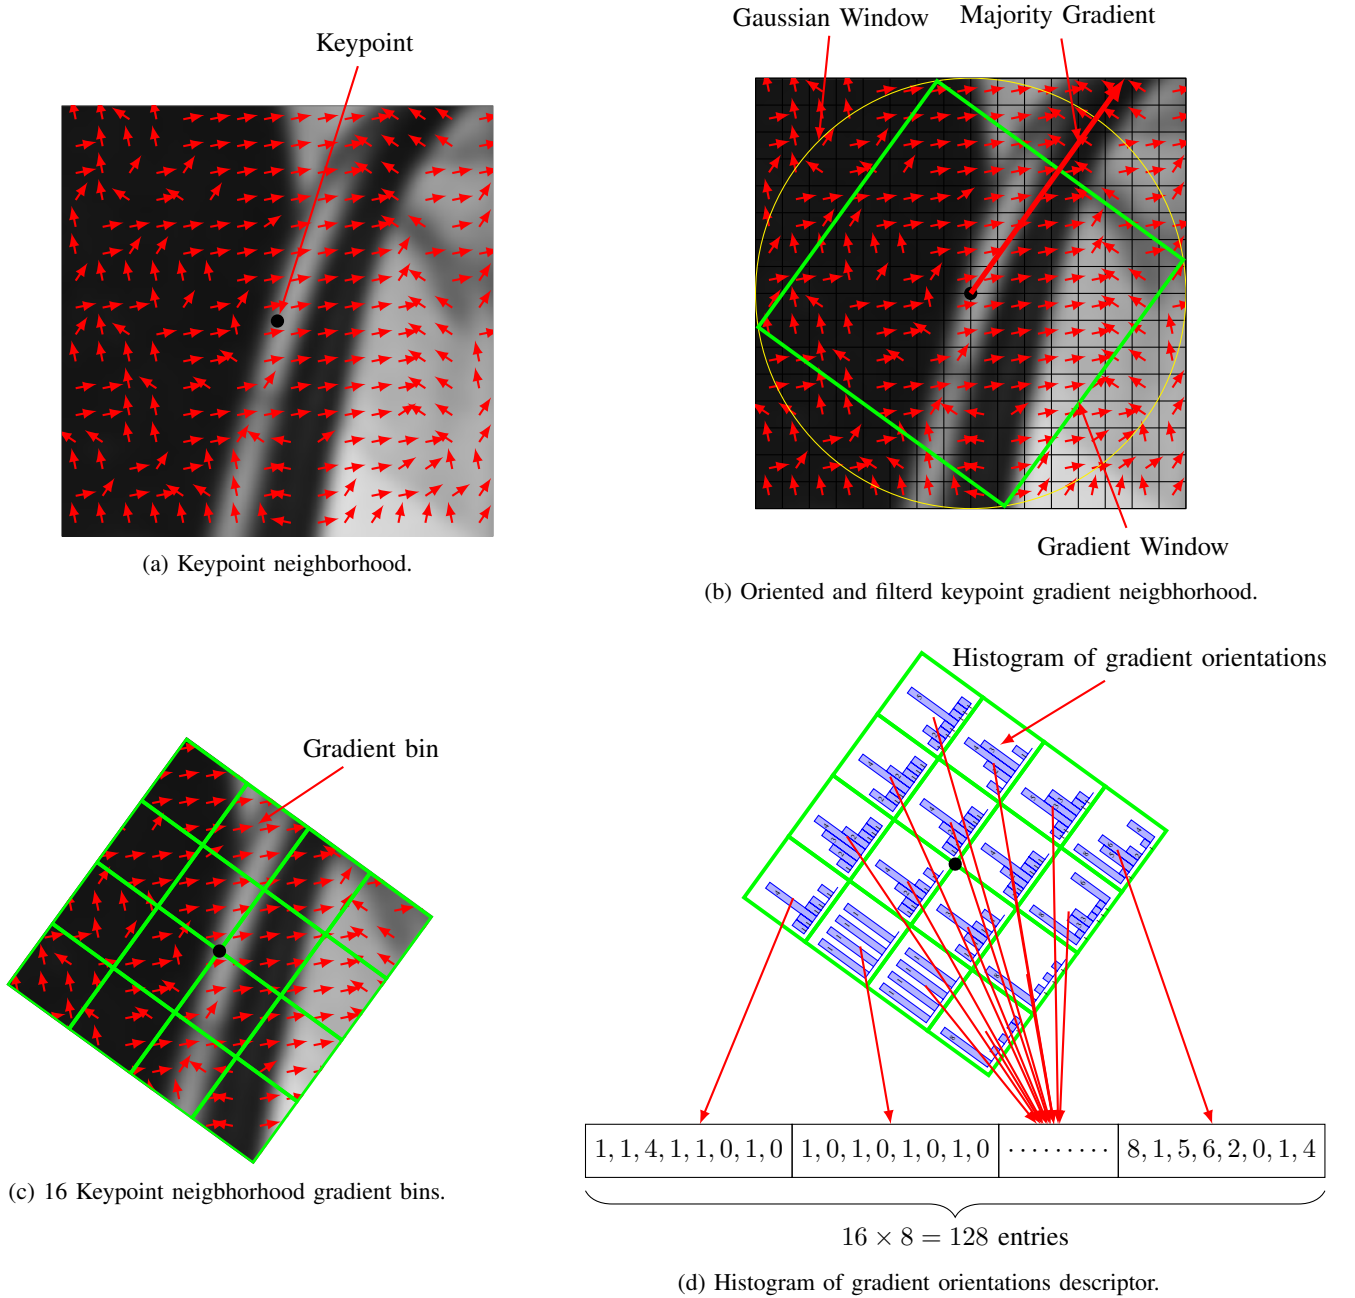 Keypoint
(a) Keypoint neighborhood.
Gaussian Window
Majority Gradient
Gradient Window
(b) Oriented and filterd keypoint gradient neigbhorhood.
Gradient bin
(c) 16 Keypoint neigbhorhood gradient bins.
Histogram of gradient orientations
1, 1, 4, 1, 1, 0, 1, 0
1, 0, 1, 0, 1, 0, 1, 0
·········
8, 1, 5, 6, 2, 0, 1, 4
16 × 8 = 128 entries
(d) Histogram of gradient orientations descriptor.